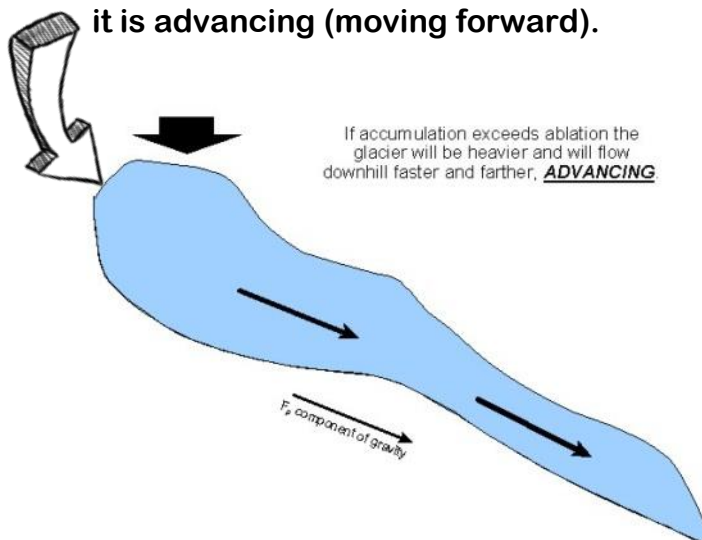 it is advancing (moving forward).
If accumulation exceeds ablation the
glacier will be heavier and will flow
downhill faster and farther, ADVANCING.
Fₚ component of gravity